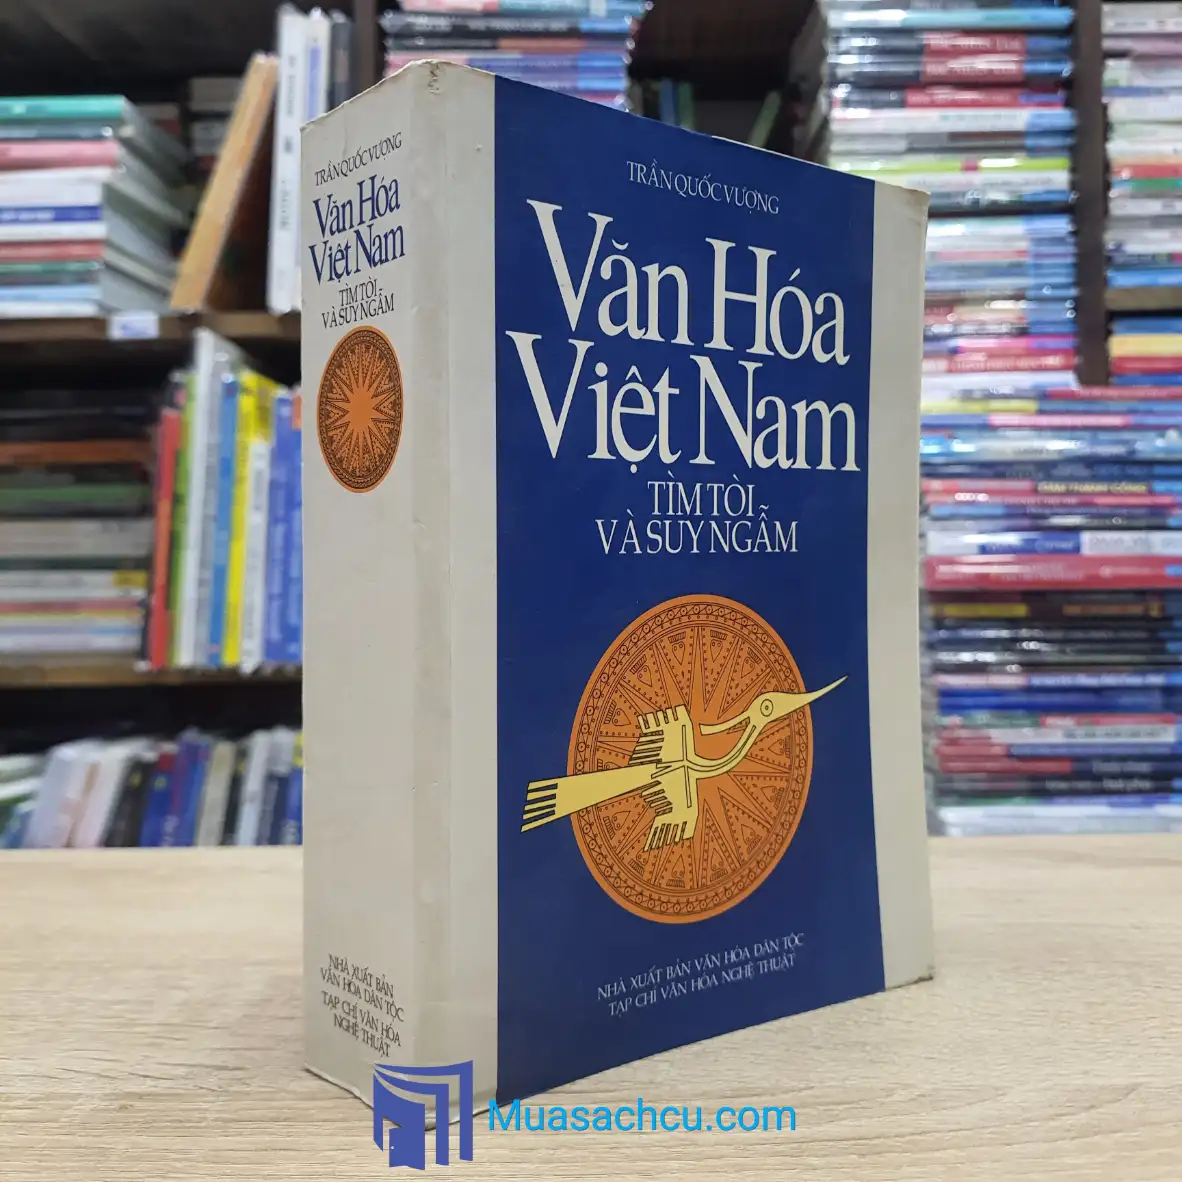 TRẦN QUỐC VƯỢNG
Văn Hóa
Việt Nam
TÌM TÒI
VÀ SUY NGẪM
NHÀ XUẤT BẢN
VĂN HÓA DÂN TỘC
TẠP CHÍ VĂN HÓA
NGHỆ THUẬT
TRẦN QUỐC VƯỢNG
Văn Hóa
Việt Nam
TÌM TÒI
VÀ SUY NGẪM
NHÀ XUẤT BẢN VĂN HÓA DÂN TỘC
TẠP CHÍ VĂN HÓA NGHỆ THUẬT
Muasachcu.com